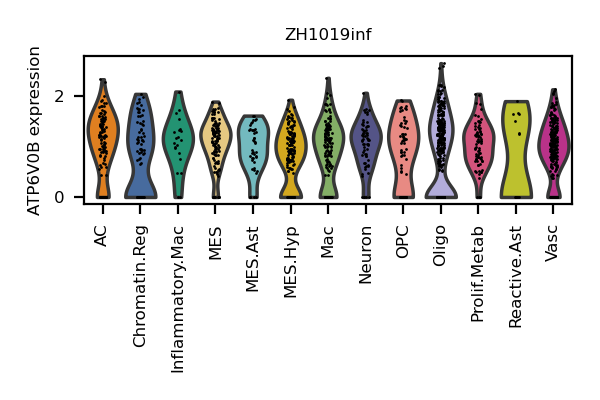 ZH1019inf
ATP6V0B expression
2
0
AC
Chromatin.Reg
Inflammatory.Mac
MES
MES.Ast
MES.Hyp
Mac
Neuron
OPC
Oligo
Prolif.Metab
Reactive.Ast
Vasc